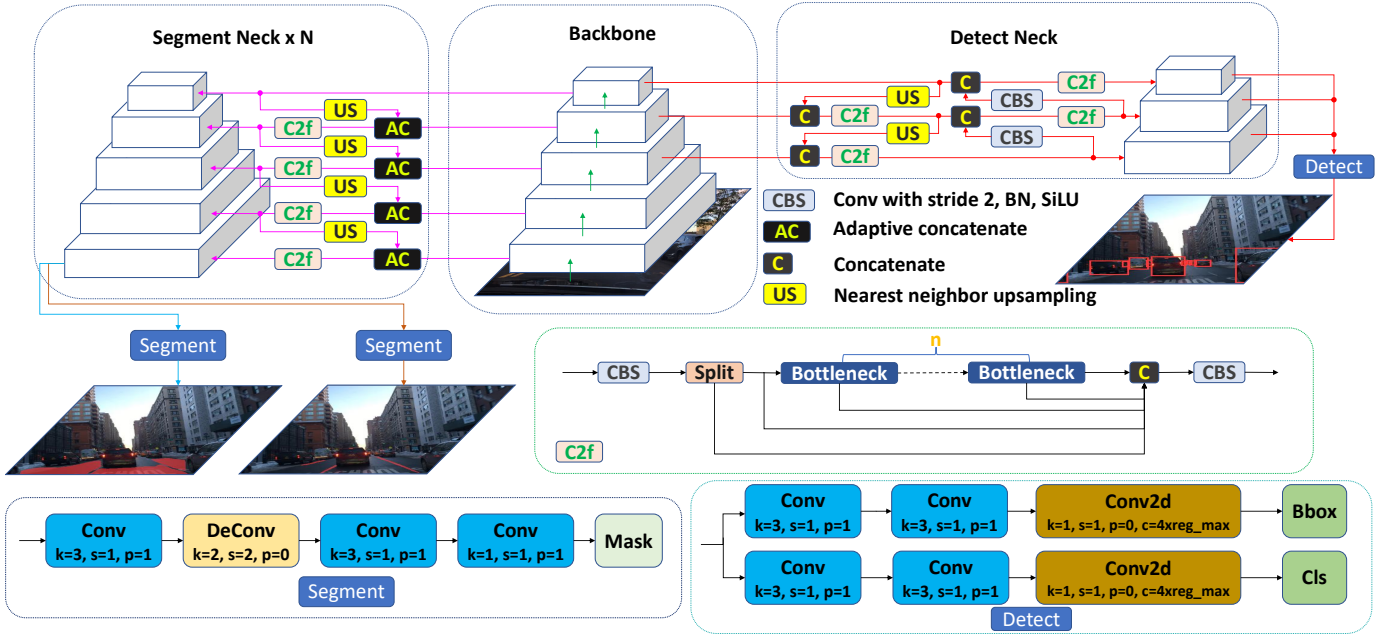 Segment Neck x N
Backbone
Detect Neck
US
C2f
AC
US
C2f
AC
US
C2f
AC
US
C2f
AC
C
C2f
US
CBS
C
C2f
C
C2f
US
CBS
C
C2f
Detect
CBS
Conv with stride 2, BN, SiLU
AC
Adaptive concatenate
C
Concatenate
US
Nearest neighbor upsampling
Segment
Segment
n
CBS
Split
Bottleneck
Bottleneck
C
CBS
C2f
Conv
k=3, s=1, p=1
DeConv
k=2, s=2, p=0
Conv
k=3, s=1, p=1
Conv
k=1, s=1, p=1
Mask
Segment
Conv
k=3, s=1, p=1
Conv
k=3, s=1, p=1
Conv2d
k=1, s=1, p=0, c=4xreg_max
Bbox
Conv
k=3, s=1, p=1
Conv
k=3, s=1, p=1
Conv2d
k=1, s=1, p=0, c=4xreg_max
Cls
Detect